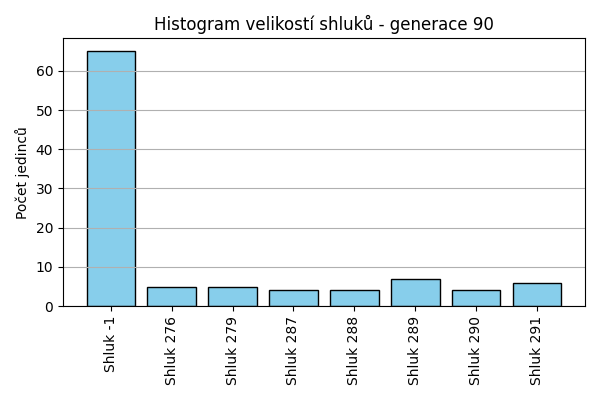 Histogram velikostí shluků - generace 90
Počet jedinců
60
50
40
30
20
10
0
Shluk -1
Shluk 276
Shluk 279
Shluk 287
Shluk 288
Shluk 289
Shluk 290
Shluk 291